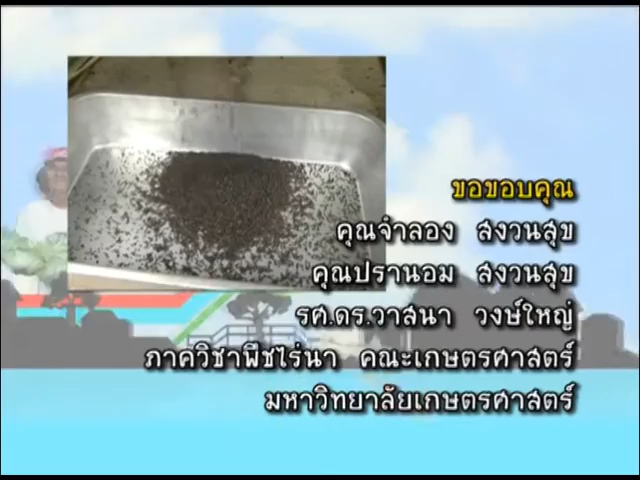 ขอขอบคุณ
คุณจำลอง สงวนสุข
คุณปรานอม สงวนสุข
รศ.ดร.วาสนา วงษ์ใหญ่
ภาควิชาพืชไร่นา คณะเกษตรศาสตร์
มหาวิทยาลัยเกษตรศาสตร์